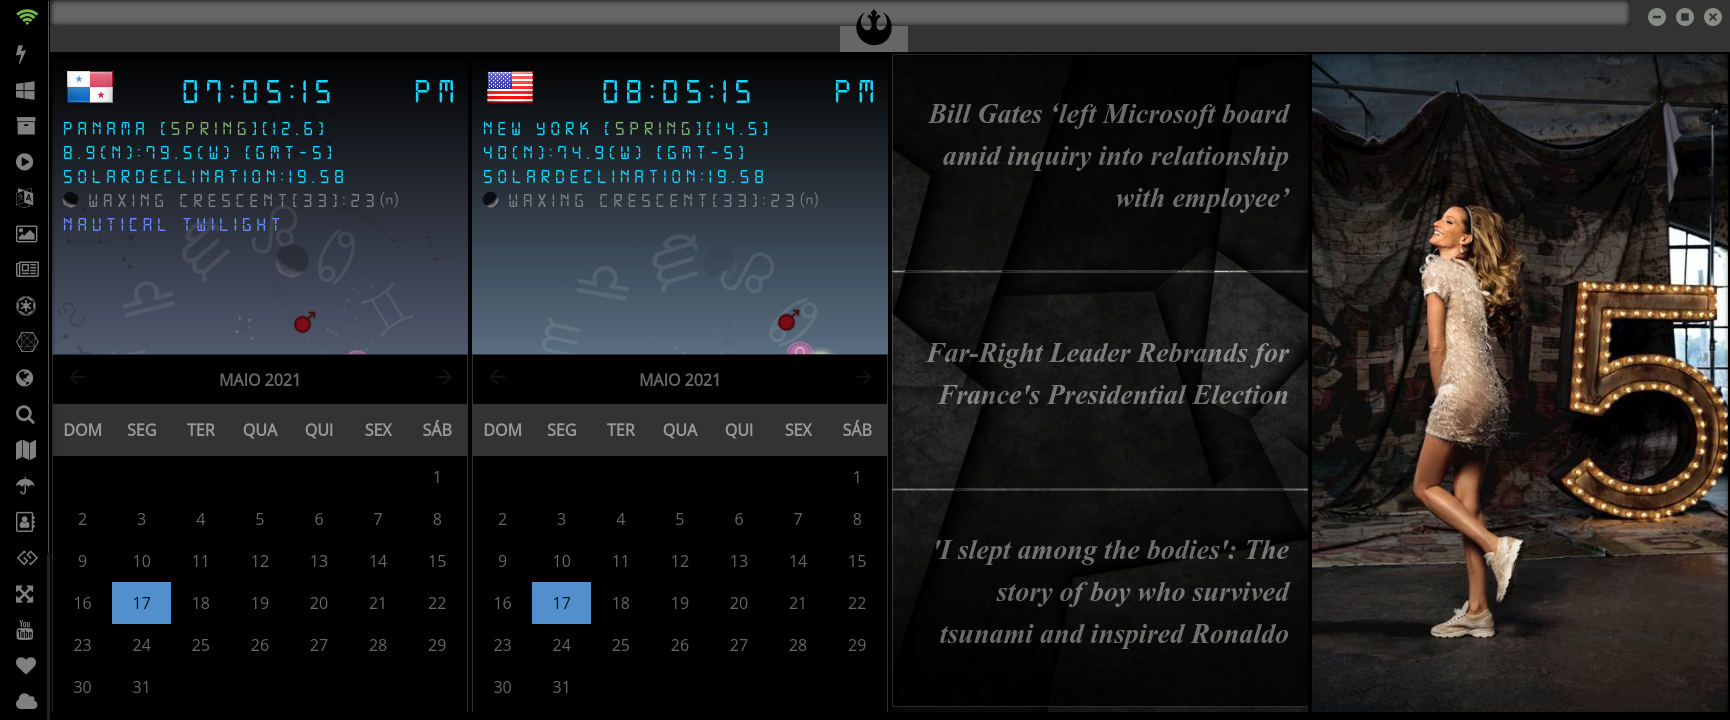 07:05:15 PM
PANAMA [SPRING][12.6]
8.9(N):79.5(W) [GMT-5]
SOLARDECLINATION:19.58
WAXING CRESCENT[33]:23(n)
NAUTICAL TWILIGHT
MAIO 2021
DOM SEG TER QUA QUI SEX SÁB
1
2 3 4 5 6 7 8
9 10 11 12 13 14 15
16 17 18 19 20 21 22
23 24 25 26 27 28 29
30 31
08:05:15 PM
NEW YORK [SPRING][14.5]
40(N):74.9(W) [GMT-5]
SOLARDECLINATION:19.58
WAXING CRESCENT[33]:23(n)
MAIO 2021
DOM SEG TER QUA QUI SEX SÁB
1
2 3 4 5 6 7 8
9 10 11 12 13 14 15
16 17 18 19 20 21 22
23 24 25 26 27 28 29
30 31
Bill Gates ‘left Microsoft board
amid inquiry into relationship
with employee’
Far-Right Leader Rebrands for
France's Presidential Election
'I slept among the bodies': The
story of boy who survived
tsunami and inspired Ronaldo
5
You
Tube